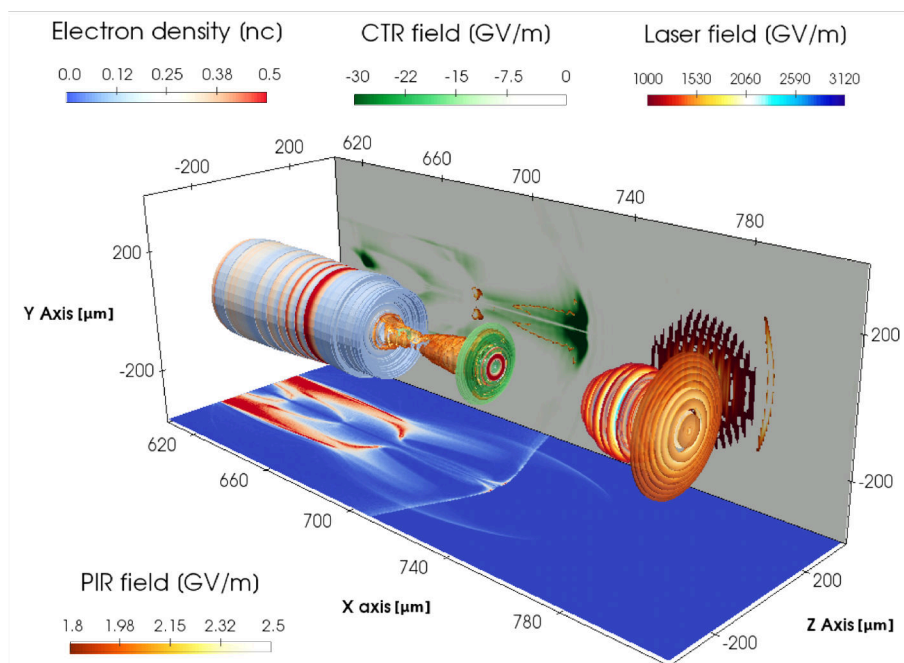 Electron density (nc) CTR field (GV/m) Laser field (GV/m)
0.0 0.12 0.25 0.38 0.5 -30 -22 -15 -7.5 0 1000 1530 2060 2590 3120
-200 200 620 660 700 740 780
200
Y Axis [μm]
-200
200
-200
620 660 700 740 780
X axis [μm]
200
-200
Z Axis [μm]
PIR field (GV/m)
1.8 1.98 2.15 2.32 2.5